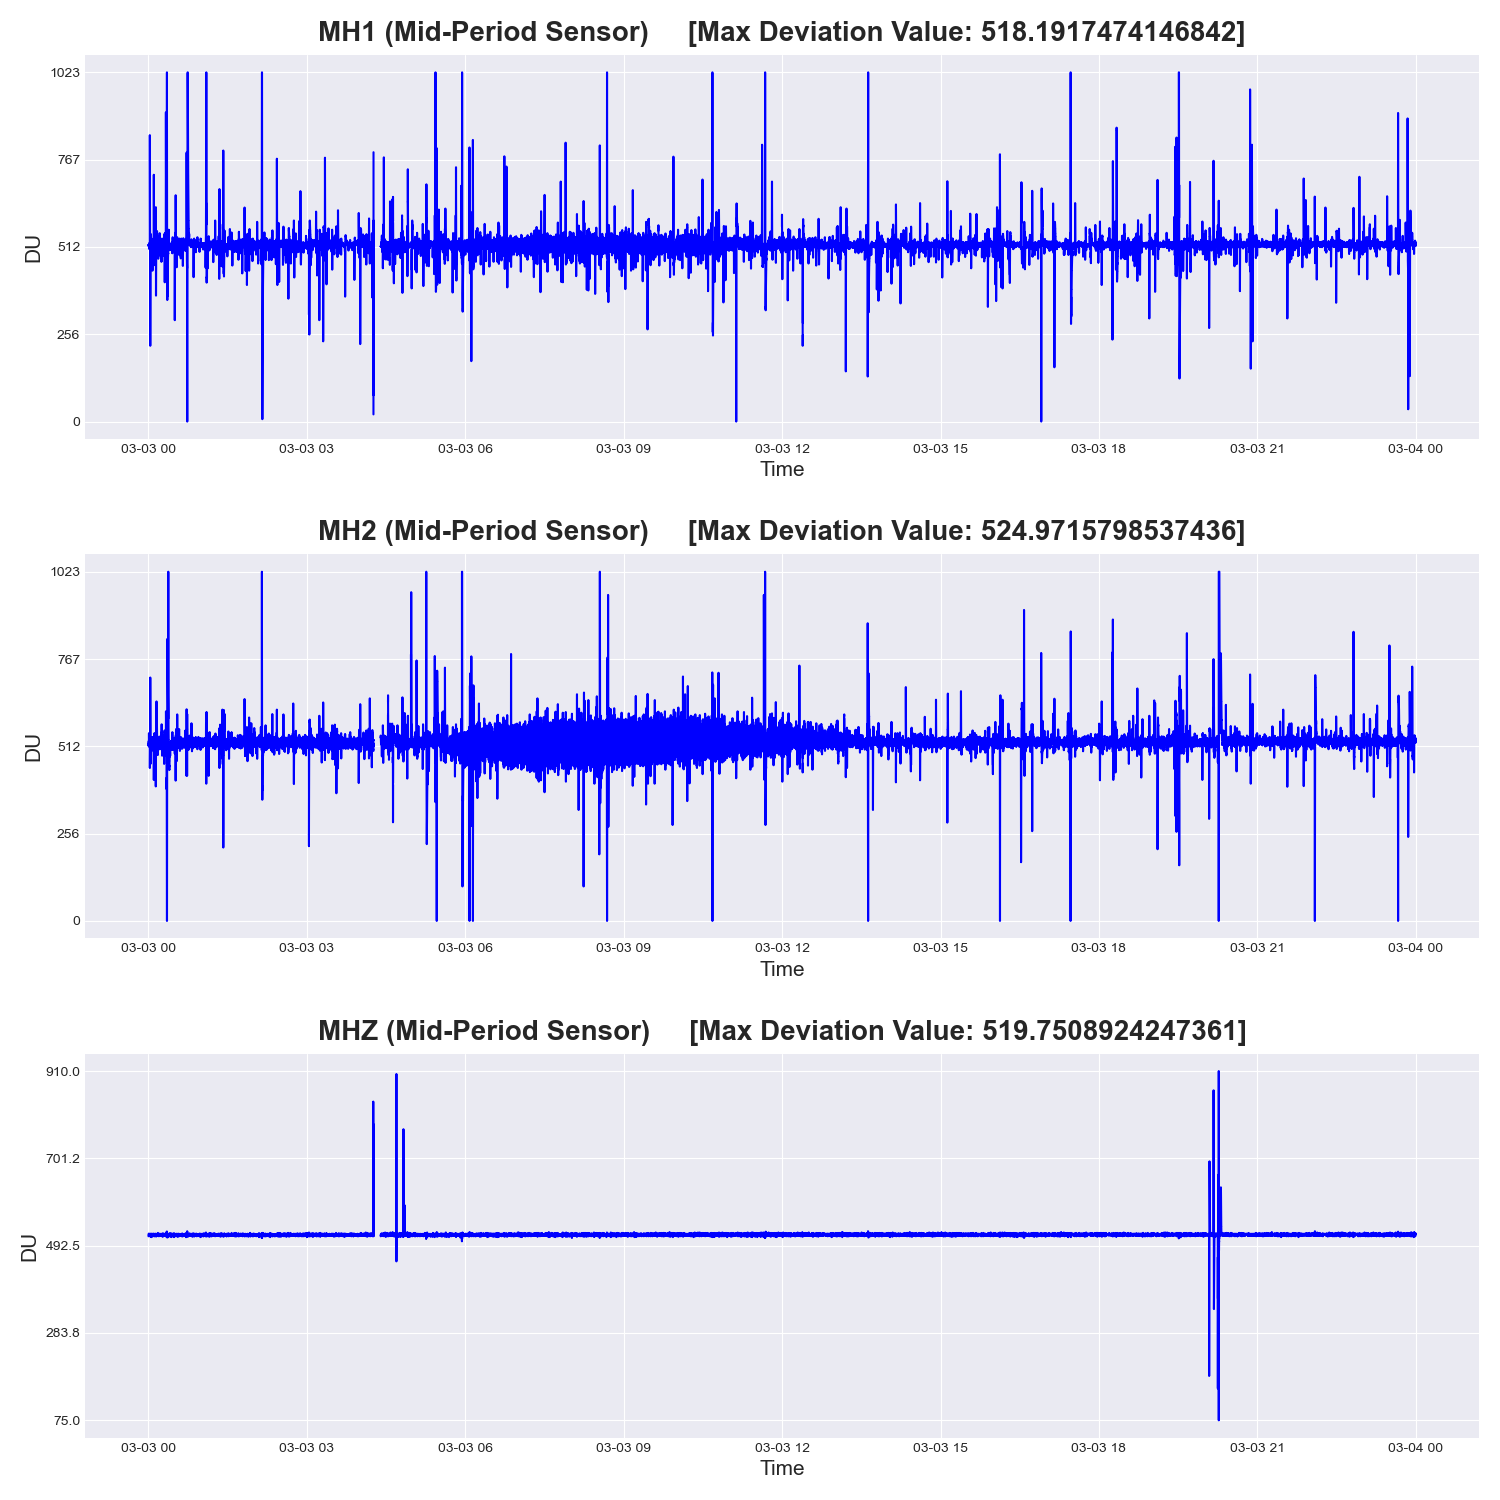 MH1 (Mid-Period Sensor)     [Max Deviation Value: 518.1917474146842]
1023
767
512
256
0
DU
03-03 00 03-03 03 03-03 06 03-03 09 03-03 12 03-03 15 03-03 18 03-03 21 03-04 00
Time
MH2 (Mid-Period Sensor)     [Max Deviation Value: 524.9715798537436]
1023
767
512
256
0
DU
03-03 00 03-03 03 03-03 06 03-03 09 03-03 12 03-03 15 03-03 18 03-03 21 03-04 00
Time
MHZ (Mid-Period Sensor)     [Max Deviation Value: 519.7508924247361]
910.0
701.2
492.5
283.8
75.0
DU
03-03 00 03-03 03 03-03 06 03-03 09 03-03 12 03-03 15 03-03 18 03-03 21 03-04 00
Time